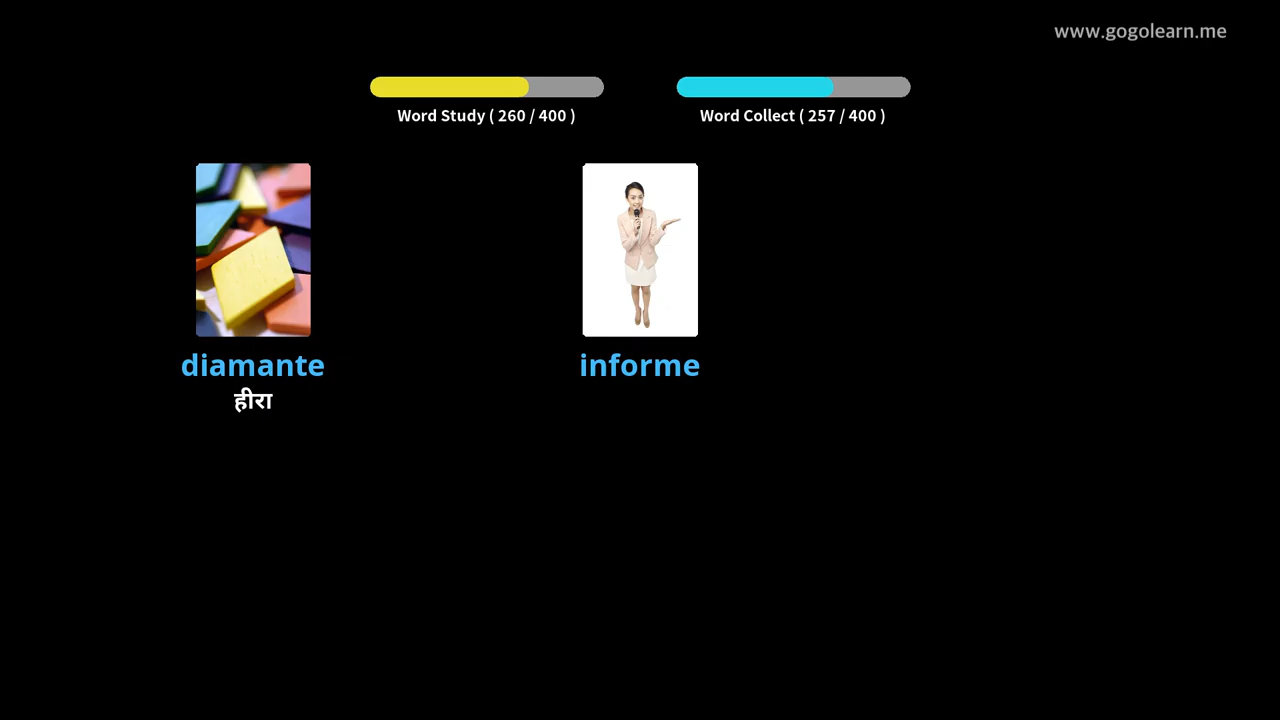 www.gogolearn.me
Word Study ( 260 / 400 )
Word Collect ( 257 / 400 )
diamante
हीरा
informe